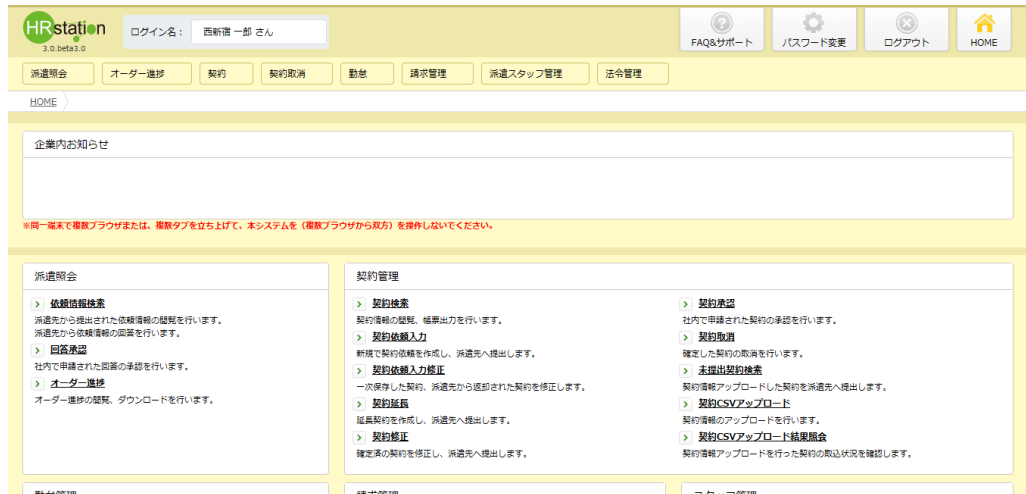 HRstation
3.0.beta3.0
ログイン名： 西新宿 一郎 さん
FAQ&サポート パスワード変更 ログアウト HOME
派遣照会 オーダー進捗 契約 契約取消 勤怠 請求管理 派遣スタッフ管理 法令管理
HOME
企業内お知らせ
※同一端末で複数ブラウザまたは、複数タブを立ち上げて、本システムを（複数ブラウザから双方）を操作しないでください。
派遣照会
依頼情報検索
派遣先から提出された依頼情報の閲覧を行います。
派遣先から依頼情報の回答を行います。
回答承認
社内で申請された回答の承認を行います。
オーダー進捗
オーダー進捗の閲覧、ダウンロードを行います。
契約管理
契約検索
契約情報の閲覧、帳票出力を行います。
契約依頼入力
新規で契約依頼を作成し、派遣先へ提出します。
契約依頼入力修正
一次保存した契約、派遣先から返却された契約を修正します。
契約延長
延長契約を作成し、派遣先へ提出します。
契約修正
確定済の契約を修正し、派遣先へ提出します。
契約承認
社内で申請された契約の承認を行います。
契約取消
確定した契約の取消を行います。
未提出契約検索
契約情報アップロードした契約を派遣先へ提出します。
契約CSVアップロード
契約情報のアップロードを行います。
契約CSVアップロード結果照会
契約情報アップロードを行った契約の取込状況を確認します。
勤怠管理 請求管理 スタッフ管理